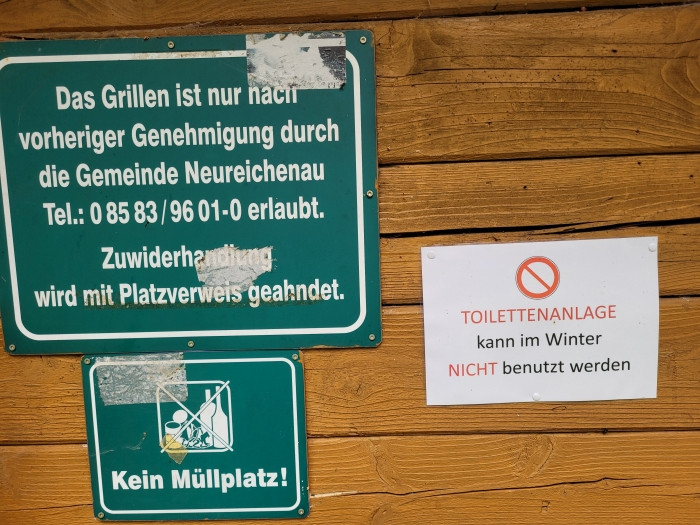 Das Grillen ist nur nach
vorheriger Genehmigung durch
die Gemeinde Neureichenau
Tel.: 0 85 83 / 96 01-0 erlaubt.
Zuwiderhandlung
wird mit Platzverweis geahndet.
TOILETTENANLAGE
kann im Winter
NICHT benutzt werden
Kein Müllplatz!